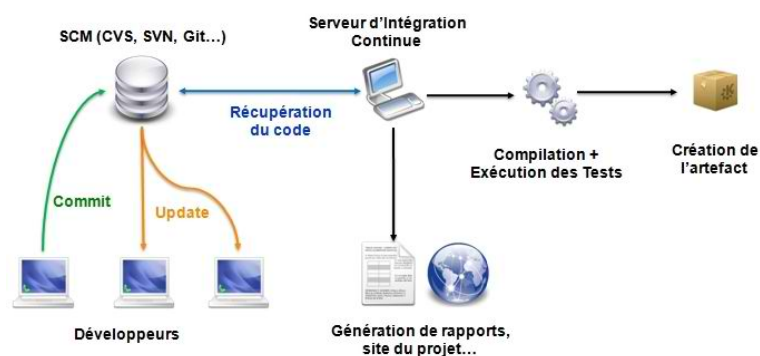 SCM (CVS, SVN, Git...)
Serveur d'Intégration
Continue
Récupération
du code
Compilation +
Exécution des Tests
Création de
l'artefact
Commit
Update
Développeurs
Génération de rapports,
site du projet...